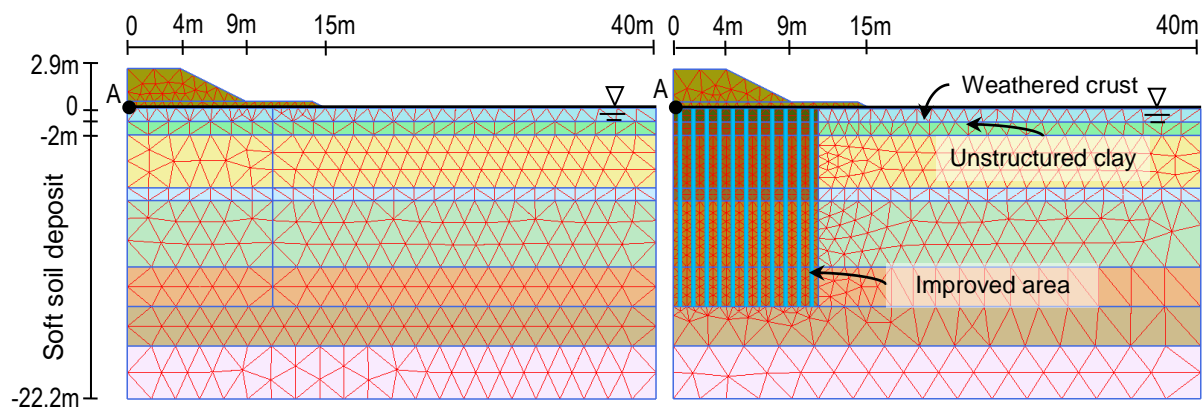 0 4m 9m 15m 40m
0 4m 9m 15m 40m
2.9m
A
0
-2m
Soft soil deposit
-22.2m
A
Weathered crust
Unstructured clay
Improved area